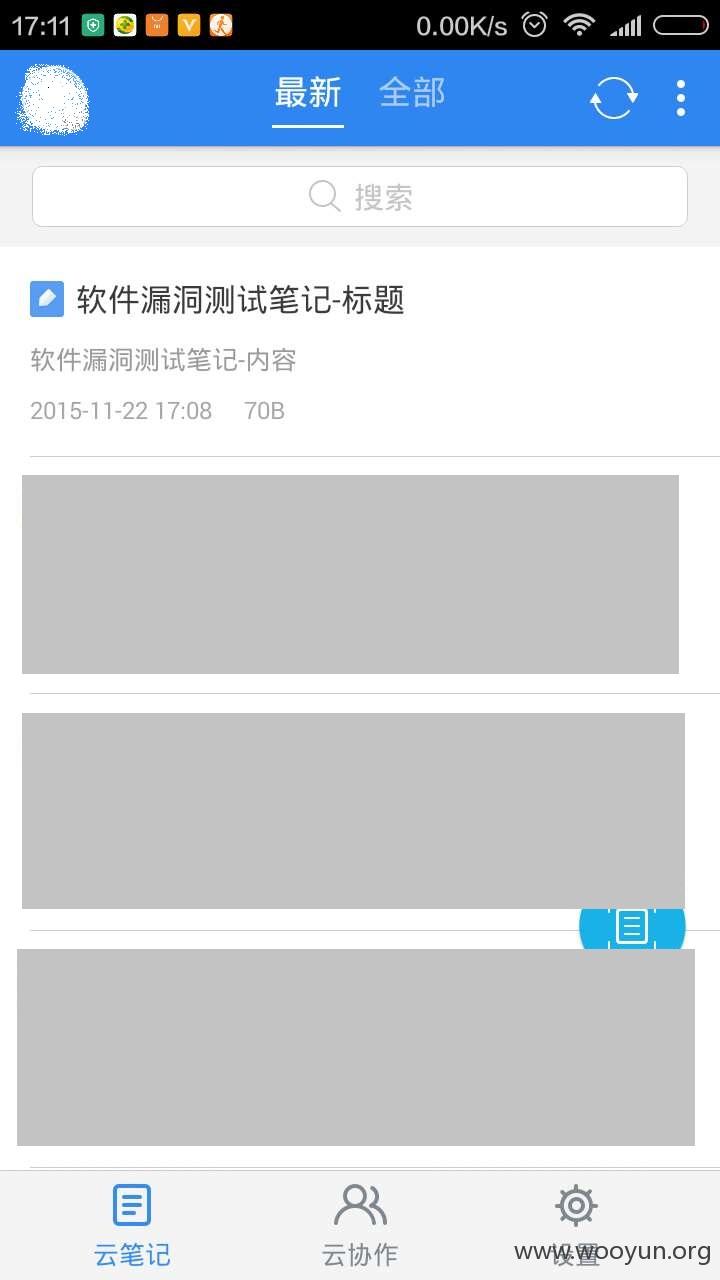 17:11 0.00K/s
最新 全部
搜索
软件漏洞测试笔记-标题
软件漏洞测试笔记-内容
2015-11-22 17:08 70B
云笔记 云协作 设置
www.wooyun.org